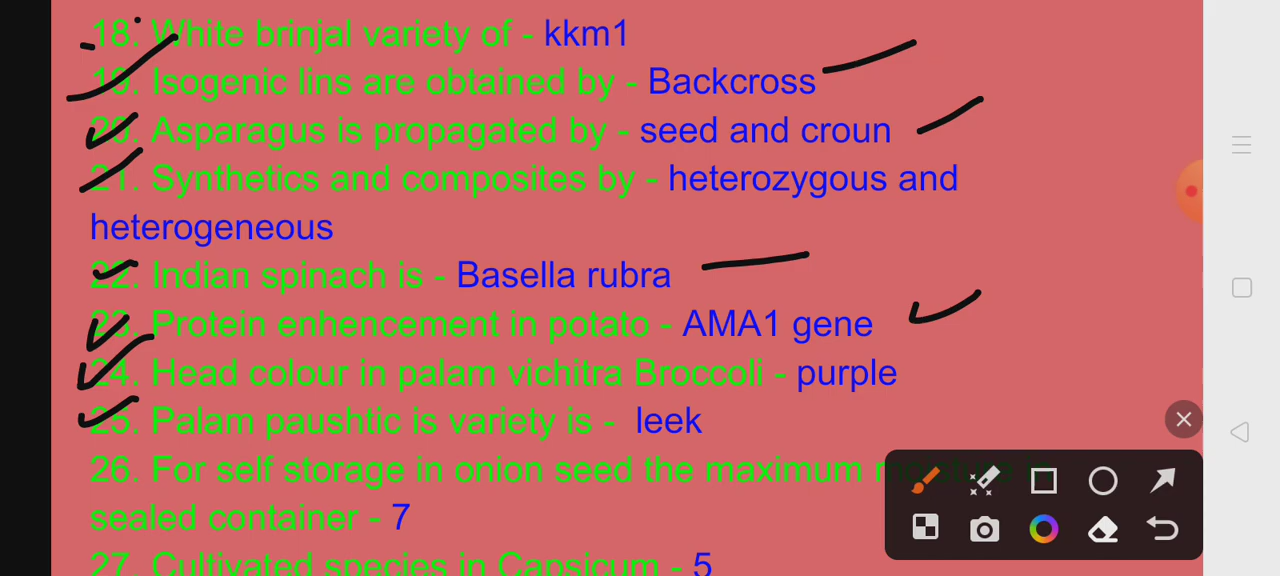 18. White brinjal variety of - kkm1
19. Isogenic lins are obtained by - Backcross
20. Asparagus is propagated by - seed and croun
21. Synthetics and composites by - heterozygous and
heterogeneous
22. Indian spinach is - Basella rubra
23. Protein enhencement in potato - AMA1 gene
24. Head colour in palam vichitra Broccoli - purple
25. Palam paushtic is variety is - leek
26. For self storage in onion seed the maximum
sealed container - 7
27. Cultivated species in Capsicum - 5